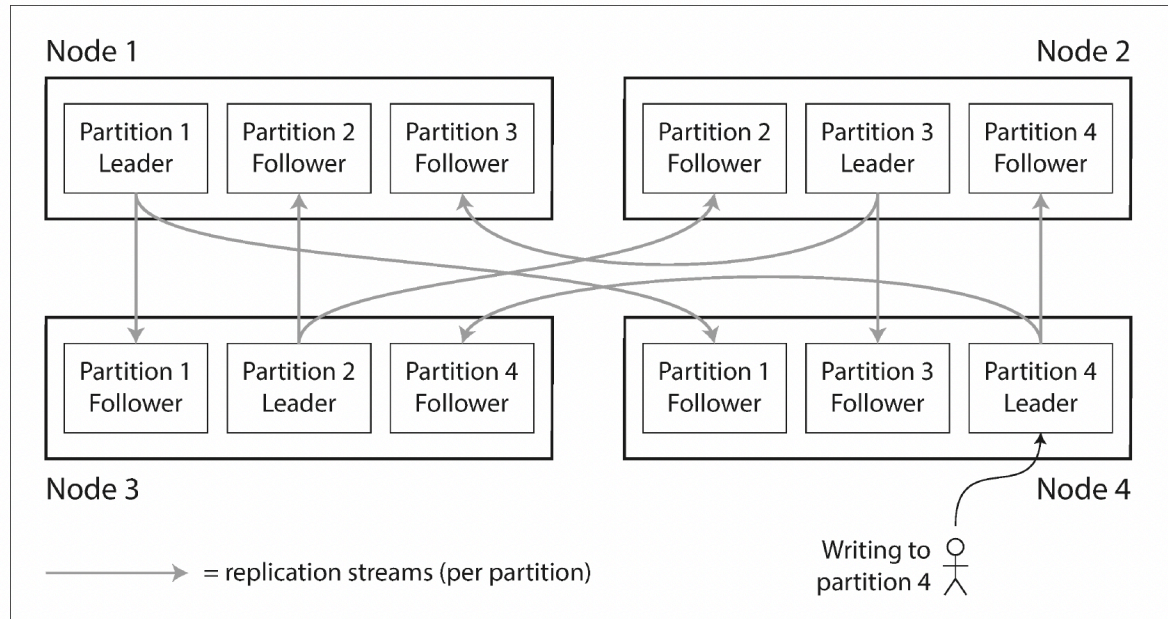 Node 1
Node 2
Partition 1
Leader
Partition 2
Follower
Partition 3
Follower
Partition 2
Follower
Partition 3
Leader
Partition 4
Follower
Partition 1
Follower
Partition 2
Leader
Partition 4
Follower
Partition 1
Follower
Partition 3
Follower
Partition 4
Leader
Node 3
Node 4
Writing to
partition 4
= replication streams (per partition)